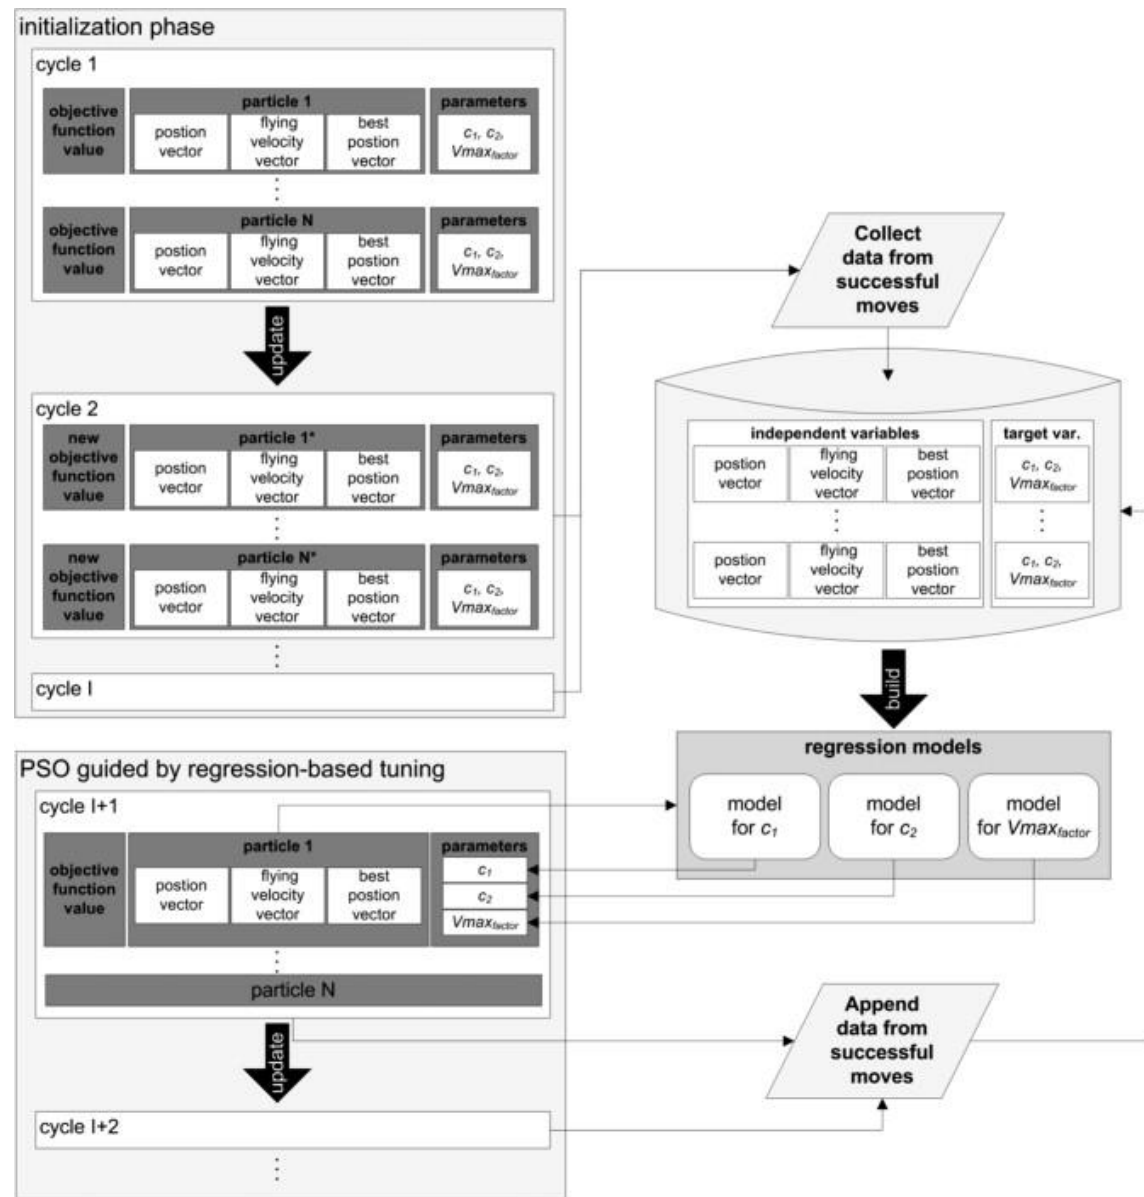 initialization phase
cycle 1
objective
function
value
particle 1
postion
vector
flying
velocity
vector
best
postion
vector
parameters
c₁, c₂,
Vmaxfactor
objective
function
value
particle N
postion
vector
flying
velocity
vector
best
postion
vector
parameters
c₁, c₂,
Vmaxfactor
update
cycle 2
new
objective
function
value
particle 1*
postion
vector
flying
velocity
vector
best
postion
vector
parameters
c₁, c₂,
Vmaxfactor
new
objective
function
value
particle N*
postion
vector
flying
velocity
vector
best
postion
vector
parameters
c₁, c₂,
Vmaxfactor
cycle I
Collect
data from
successful
moves
independent variables
target var.
postion
vector
flying
velocity
vector
best
postion
vector
c₁, c₂,
Vmaxfactor
postion
vector
flying
velocity
vector
best
postion
vector
c₁, c₂,
Vmaxfactor
build
regression models
model
for c₁
model
for c₂
model
for Vmaxfactor
PSO guided by regression-based tuning
cycle I+1
objective
function
value
particle 1
postion
vector
flying
velocity
vector
best
postion
vector
parameters
c₁
c₂
Vmaxfactor
particle N
update
cycle I+2
Append
data from
successful
moves